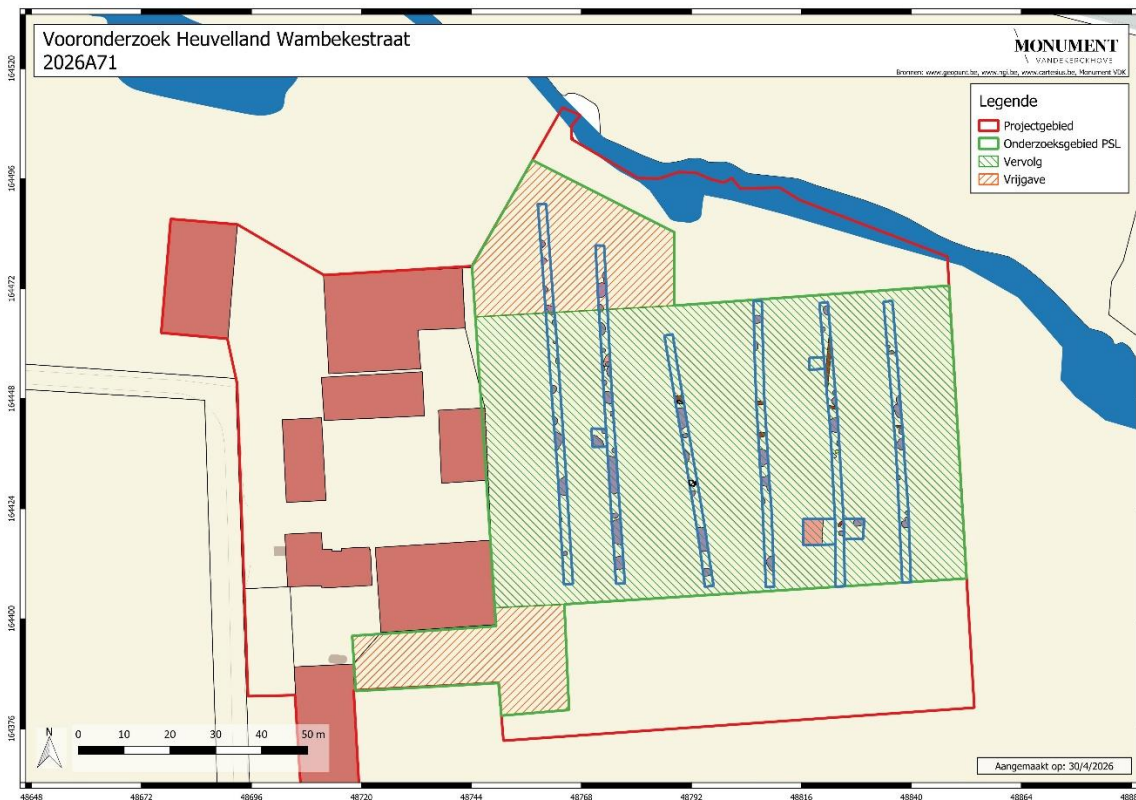 Vooronderzoek Heuvelland Wambekestraat
2026A71
MONUMENT
VANDEKERCKHOVE
Bronnen: www.geopunt.be, www.ngi.be, www.cartesius.be, Monument VDK
Legende
Projectgebied
Onderzoeksgebied PSL
Vervolg
Vrijgave
164520
164496
164472
164448
164424
164400
164376
N
0 10 20 30 40 50 m
Aangemaakt op: 30/4/2026
48648 48672 48696 48720 48744 48768 48792 48816 48840 48864